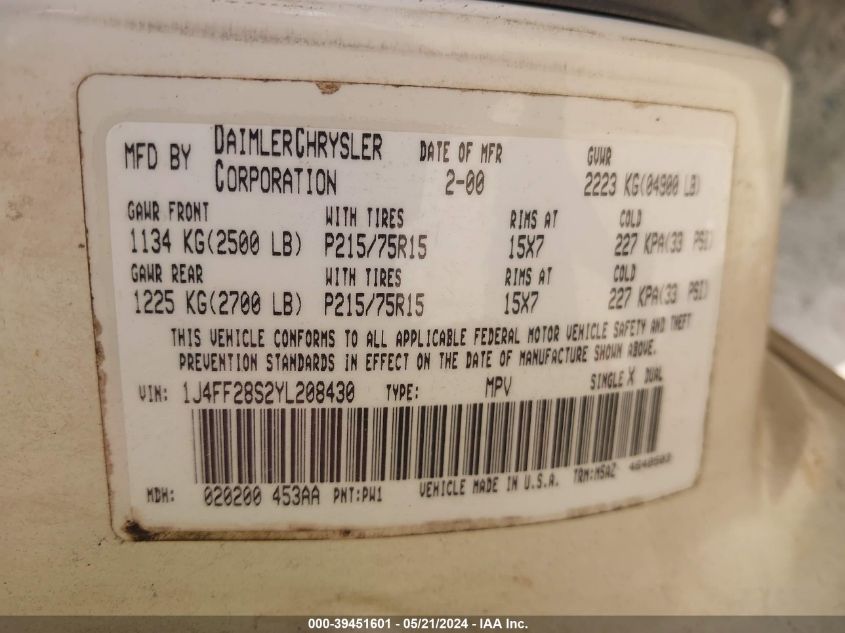 MFD BY DAIMLERCHRYSLER CORPORATION DATE OF MFR 2-00 GVWR 2223 KG(04900 LB)
GAWR FRONT WITH TIRES RIMS AT COLD
1134 KG(2500 LB) P215/75R15 15X7 227 KPA(33 PSI)
GAWR REAR WITH TIRES RIMS AT COLD
1225 KG(2700 LB) P215/75R15 15X7 227 KPA(33 PSI)
THIS VEHICLE CONFORMS TO ALL APPLICABLE FEDERAL MOTOR VEHICLE SAFETY AND THEFT
PREVENTION STANDARDS IN EFFECT ON THE DATE OF MANUFACTURE SHOWN ABOVE.
VIN: 1J4FF28S2YL208430 TYPE: MPV SINGLE X DUAL
MDH: 020200 453AA PNT:PW1 VEHICLE MADE IN U.S.A. TRM:MSAZ 4648503
000-39451601 - 05/21/2024 - IAA Inc.